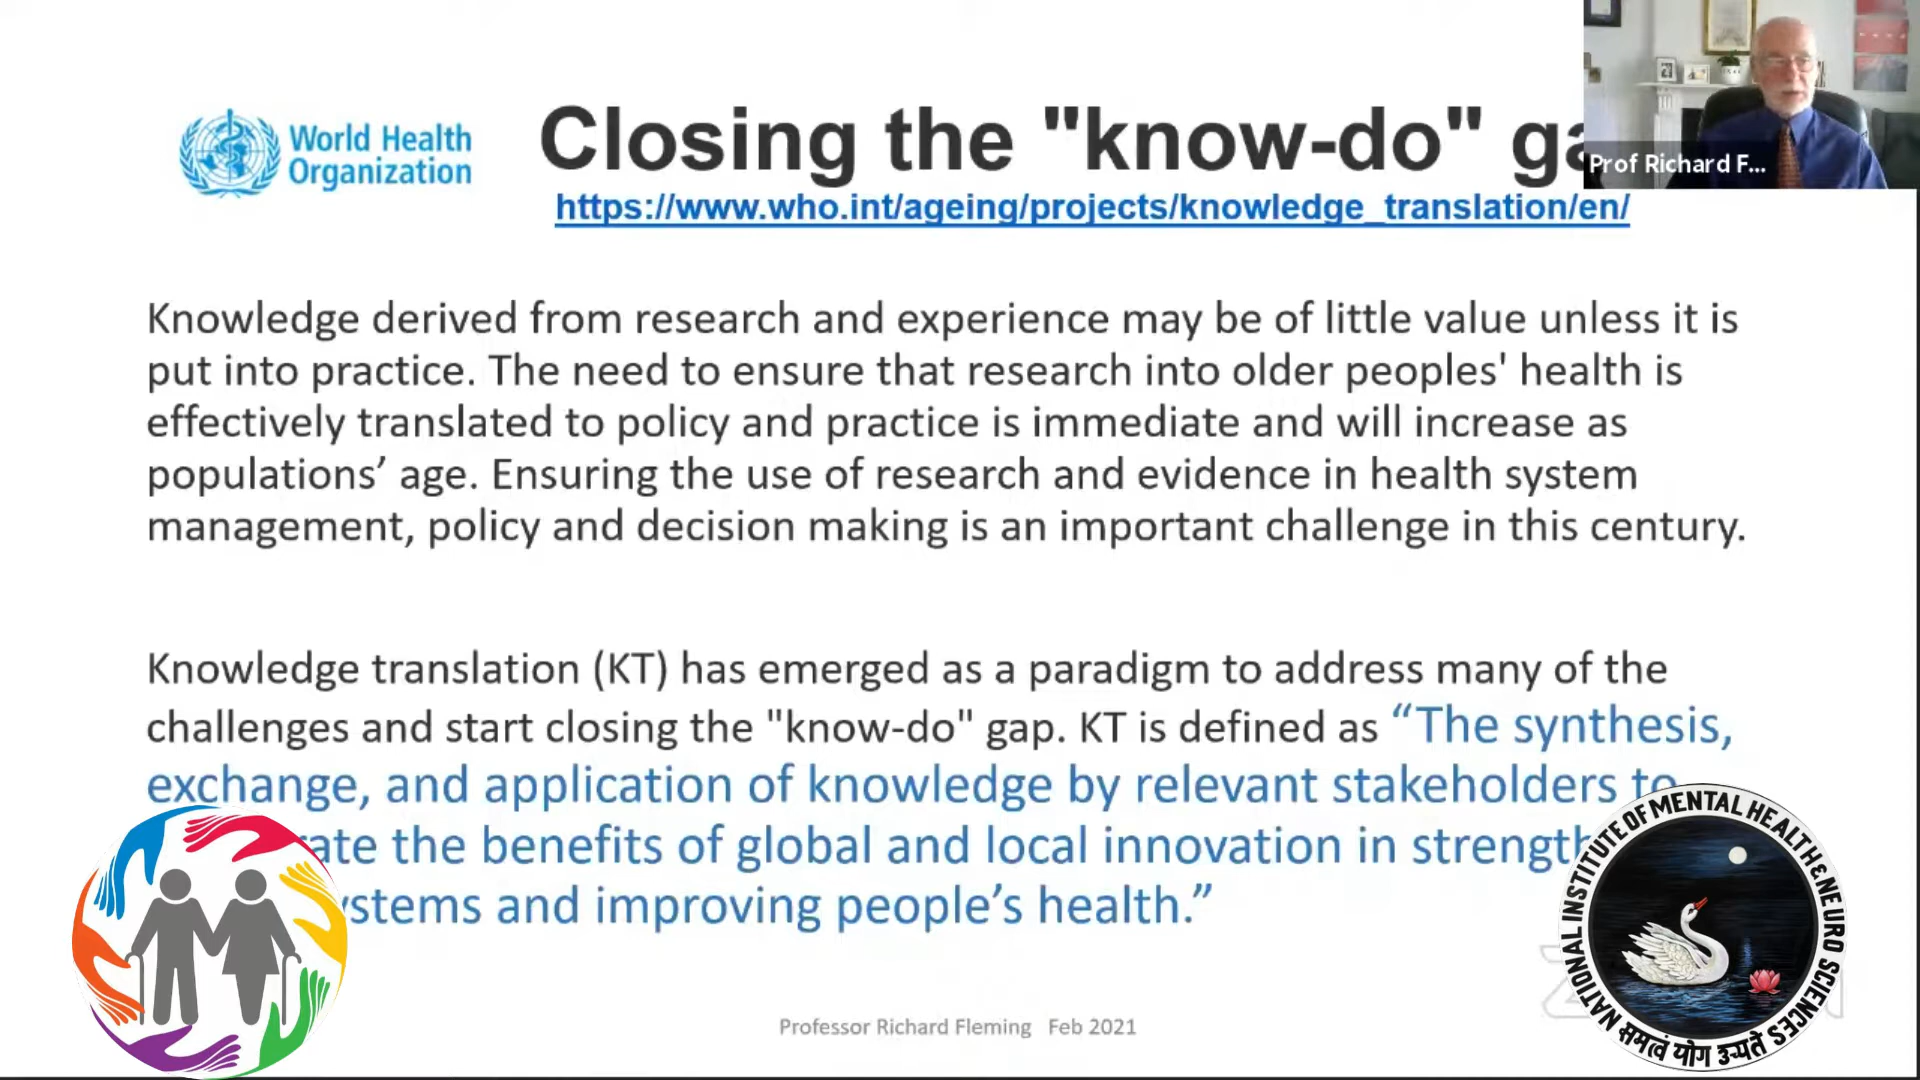 World Health
Organization
Closing the "know-do"
Prof Richard F...
https://www.who.int/ageing/projects/knowledge_translation/en/
Knowledge derived from research and experience may be of little value unless it is
put into practice. The need to ensure that research into older peoples' health is
effectively translated to policy and practice is immediate and will increase as
populations’ age. Ensuring the use of research and evidence in health system
management, policy and decision making is an important challenge in this century.
Knowledge translation (KT) has emerged as a paradigm to address many of the
challenges and start closing the "know-do" gap. KT is defined as “The synthesis,
exchange, and application of knowledge by relevant stakeholders to
the benefits of global and local innovation in
and improving people’s health.”
NATIONAL INSTITUTE OF MENTAL HEALTH & NEURO SCIENCES
समत्वं योग उच्यते
Professor Richard Fleming Feb 2021